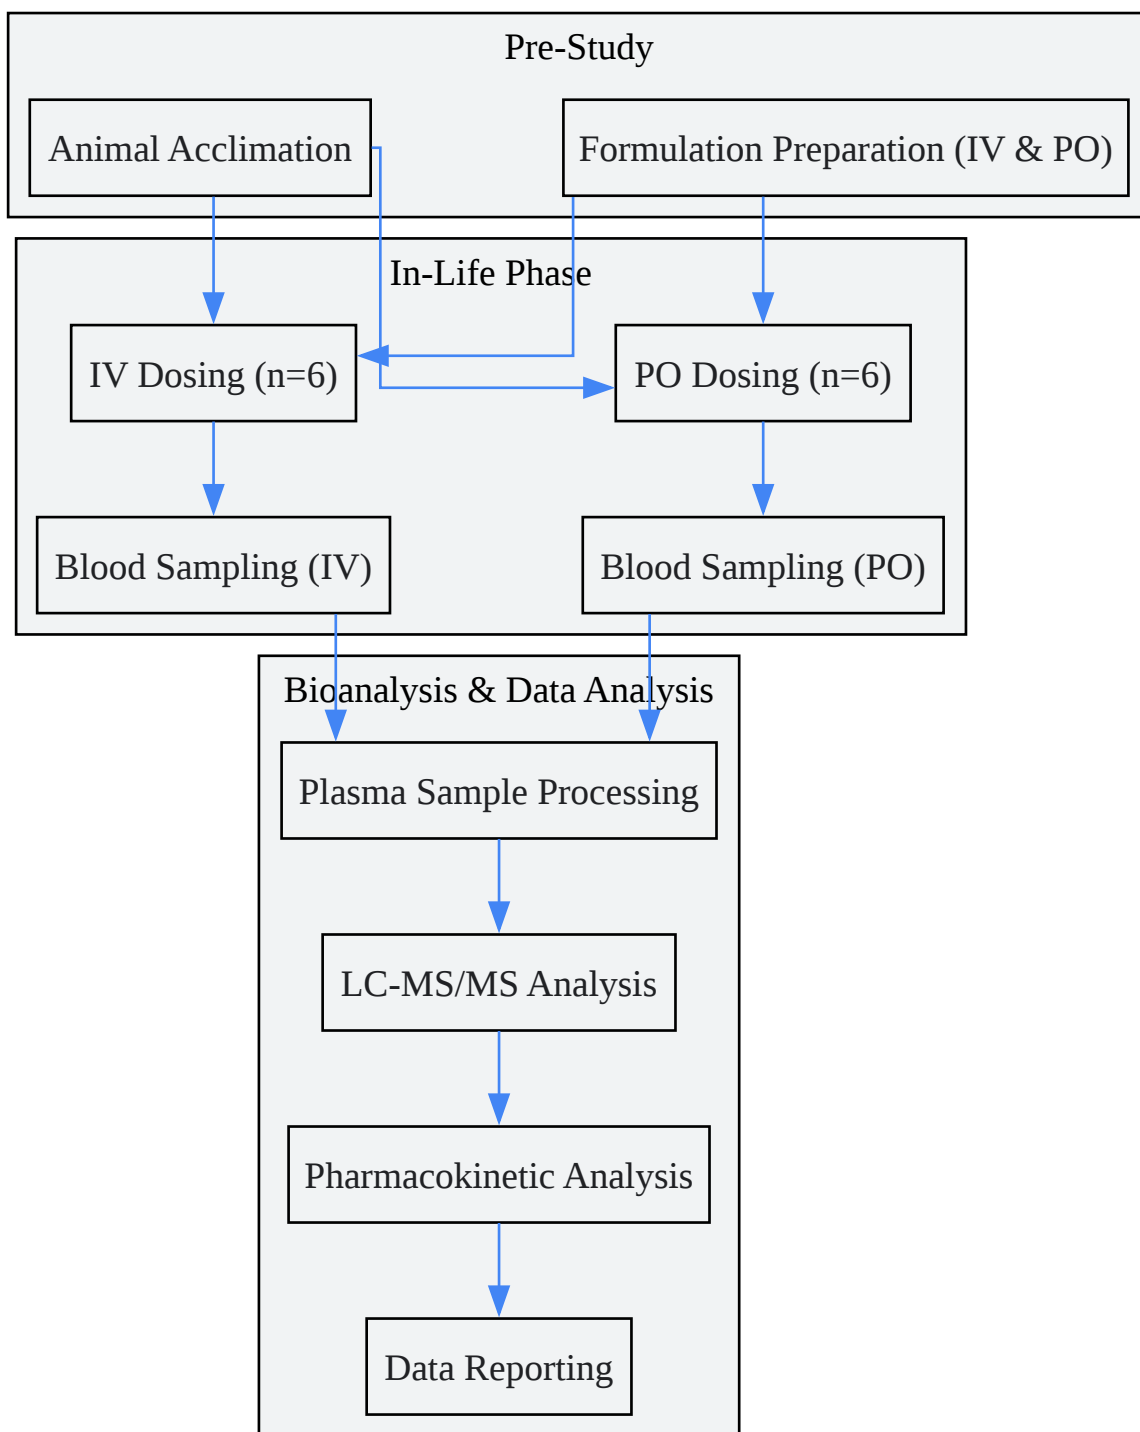 Pre-Study
Animal Acclimation
Formulation Preparation (IV & PO)
In-Life Phase
IV Dosing (n=6)
PO Dosing (n=6)
Blood Sampling (IV)
Blood Sampling (PO)
Bioanalysis & Data Analysis
Plasma Sample Processing
LC-MS/MS Analysis
Pharmacokinetic Analysis
Data Reporting